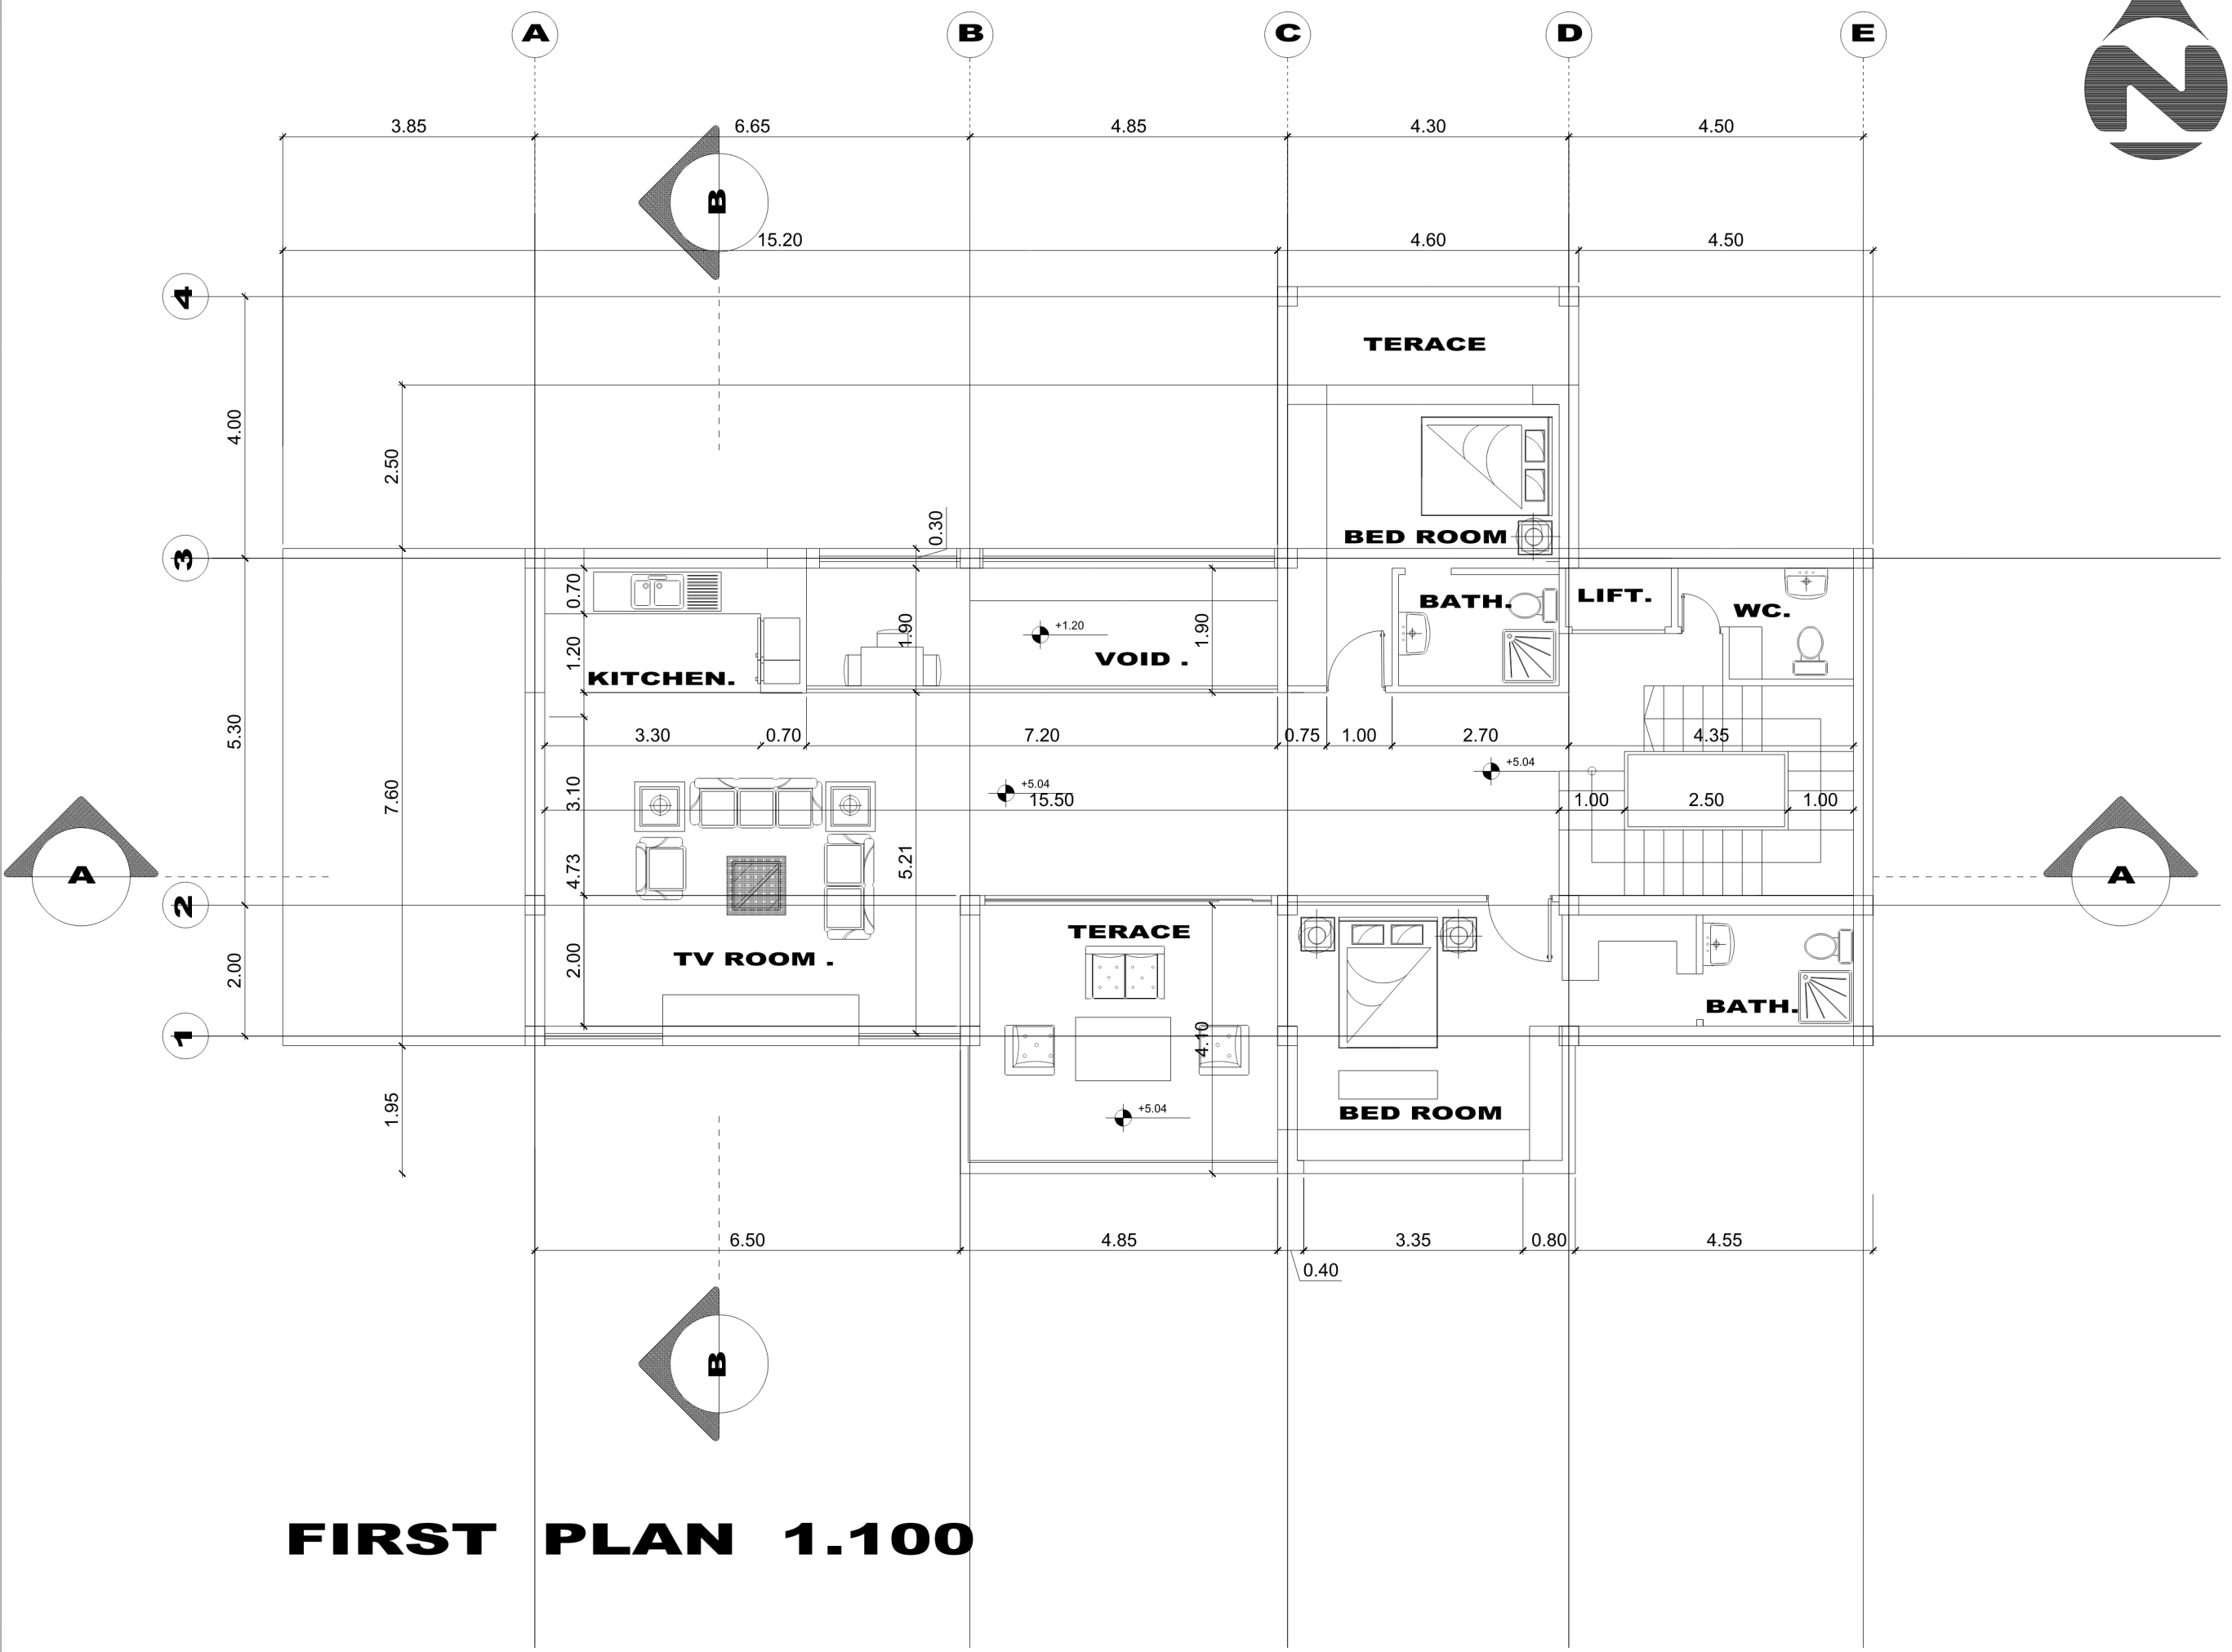 A B C D E
N
3.85 6.65 4.85 4.30 4.50
B
15.20 4.60 4.50
4
TERACE
4.00
2.50
0.30
BED ROOM
3
0.70
BATH.
LIFT.
WC.
1.90
+1.20
1.90
VOID .
1.20
KITCHEN.
5.30
3.30 0.70 7.20 0.75 1.00 2.70 4.35
+5.04
+5.04
7.60
3.10
15.50
1.00 2.50 1.00
4.73
5.21
A
A
2
TERACE
TV ROOM .
2.00
2.00
BATH.
1
4.10
1.95
+5.04
BED ROOM
6.50 4.85 3.35 0.80 4.55
0.40
B
FIRST PLAN 1.100